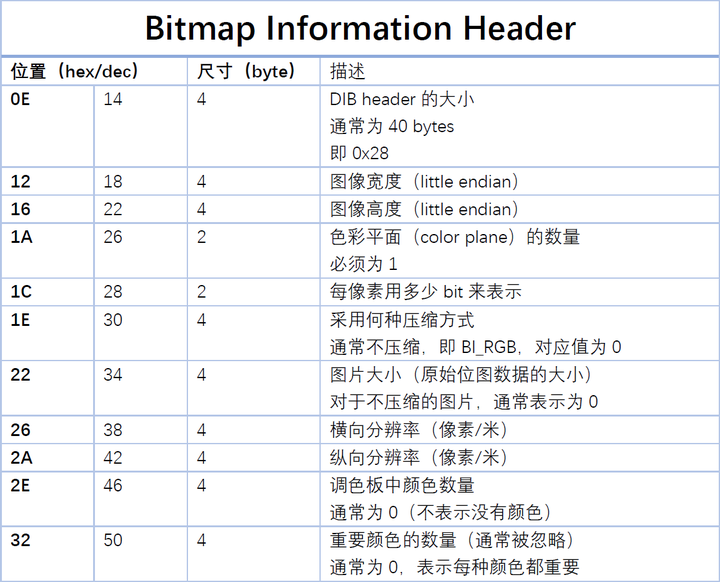 Bitmap Information Header
位置（hex/dec） 尺寸（byte） 描述
0E 14 4 DIB header 的大小
通常为 40 bytes
即 0x28
12 18 4 图像宽度（little endian）
16 22 4 图像高度（little endian）
1A 26 2 色彩平面（color plane）的数量
必须为 1
1C 28 2 每像素用多少 bit 来表示
1E 30 4 采用何种压缩方式
通常不压缩，即 BI_RGB，对应值为 0
22 34 4 图片大小（原始位图数据的大小）
对于不压缩的图片，通常表示为 0
26 38 4 横向分辨率（像素/米）
2A 42 4 纵向分辨率（像素/米）
2E 46 4 调色板中颜色数量
通常为 0（不表示没有颜色）
32 50 4 重要颜色的数量（通常被忽略）
通常为 0，表示每种颜色都重要